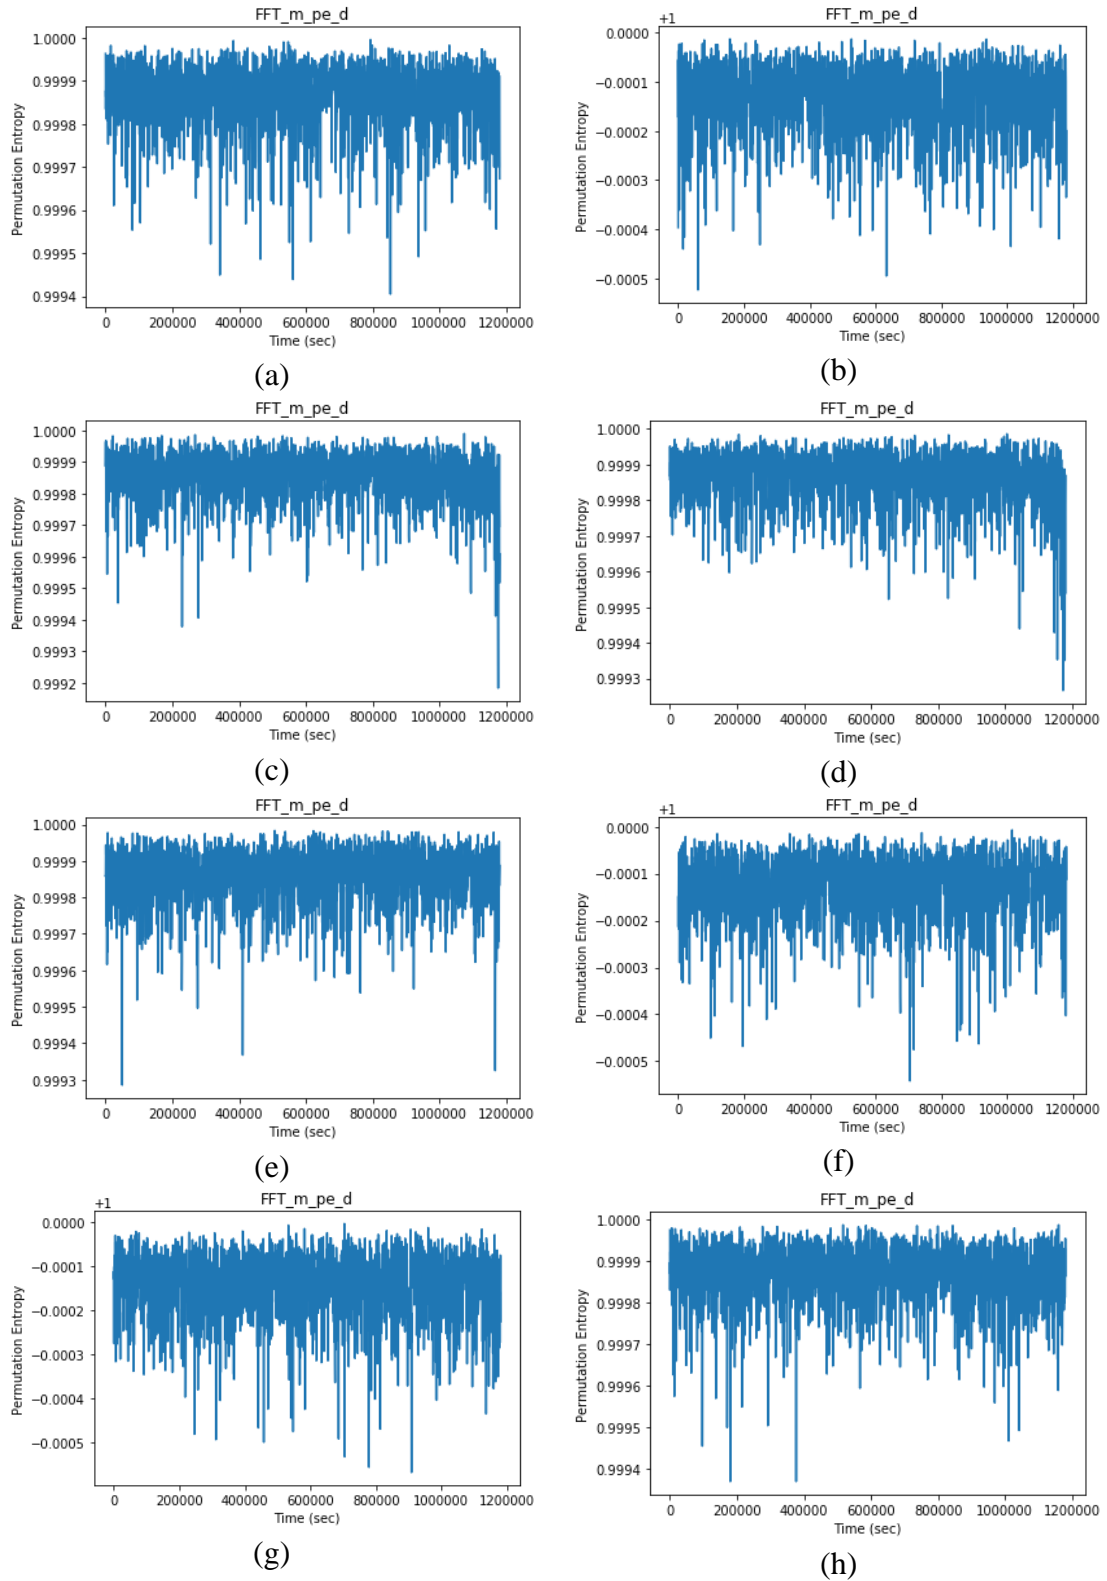 FFT_m_pe_d
1.0000
0.9999
0.9998
0.9997
0.9996
0.9995
0.9994
Permutation Entropy
0 200000 400000 600000 800000 1000000 1200000
Time (sec)
(a)
+1
FFT_m_pe_d
0.0000
−0.0001
−0.0002
−0.0003
−0.0004
−0.0005
Permutation Entropy
0 200000 400000 600000 800000 1000000 1200000
Time (sec)
(b)
FFT_m_pe_d
1.0000
0.9999
0.9998
0.9997
0.9996
0.9995
0.9994
0.9993
0.9992
Permutation Entropy
0 200000 400000 600000 800000 1000000 1200000
Time (sec)
(c)
FFT_m_pe_d
1.0000
0.9999
0.9998
0.9997
0.9996
0.9995
0.9994
0.9993
Permutation Entropy
0 200000 400000 600000 800000 1000000 1200000
Time (sec)
(d)
FFT_m_pe_d
1.0000
0.9999
0.9998
0.9997
0.9996
0.9995
0.9994
0.9993
Permutation Entropy
0 200000 400000 600000 800000 1000000 1200000
Time (sec)
(e)
+1
FFT_m_pe_d
0.0000
−0.0001
−0.0002
−0.0003
−0.0004
−0.0005
Permutation Entropy
0 200000 400000 600000 800000 1000000 1200000
Time (sec)
(f)
+1
FFT_m_pe_d
0.0000
−0.0001
−0.0002
−0.0003
−0.0004
−0.0005
Permutation Entropy
0 200000 400000 600000 800000 1000000 1200000
Time (sec)
(g)
FFT_m_pe_d
1.0000
0.9999
0.9998
0.9997
0.9996
0.9995
0.9994
Permutation Entropy
0 200000 400000 600000 800000 1000000 1200000
Time (sec)
(h)